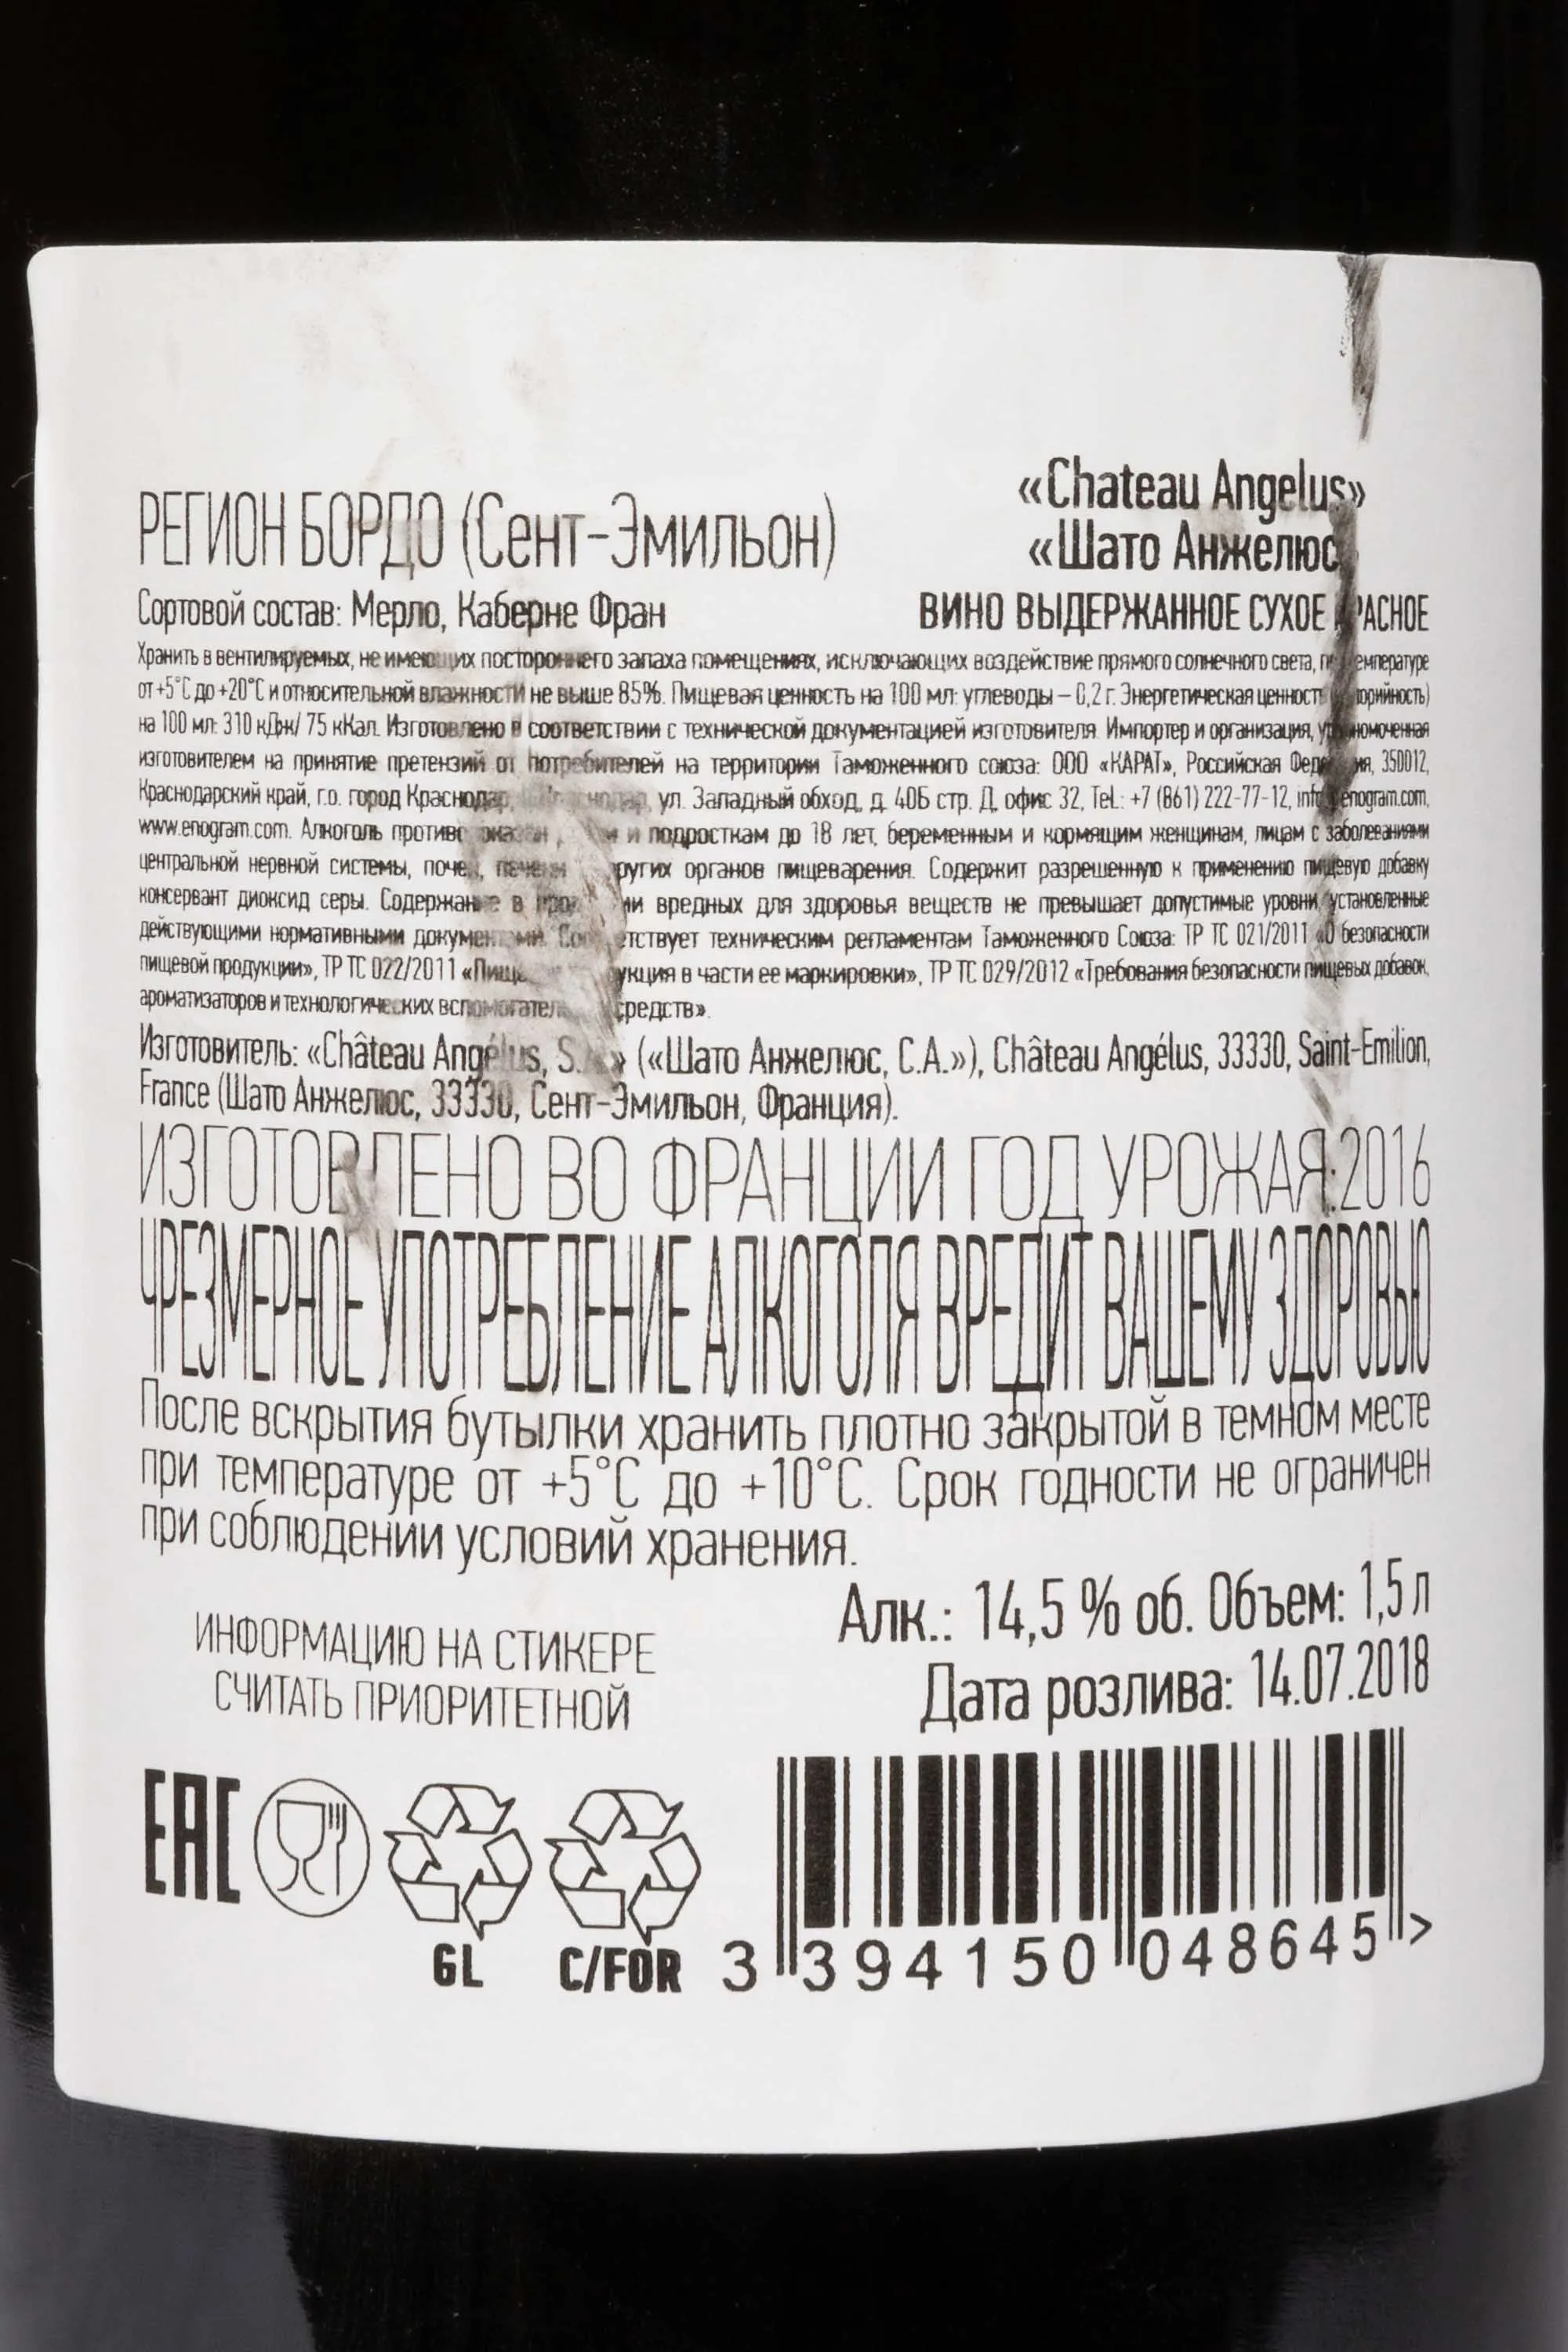 «Chateau Angelus»
РЕГИОН БОРДО (Сент-Эмильон)
«Шато Анжелюс
Сортовой состав: Мерло, Каберне Фран
ВИНО ВЫДЕРЖАННОЕ СУХОЕ
Хранить в вентилируемых, не имеющих постороннего запаха помещениях, исключающих воздействие прямого солнечного света,
от +5°С до +20°С и относительной влажности не выше 85%. Пищевая ценность на 100 мл: углеводы – 0,2 г. Энергетическая
на 100 мл: 310 кДж/ 75 кКал. Изготовлено в соответствии с технической документацией изготовителя. Импортер и организация,
изготовителем на принятие претензий от потребителей на территории Таможенного союза: ООО «КАРАТ», Российская 350012,
Краснодарский край, г.о. город Краснодар, ул. Западный обход, д. 40Б стр. Д, офис 32, Tel.: +7 (861) 222-77-12,
www.enogram.com. Алкоголь и подросткам до 18 лет, беременным и кормящим женщинам, лицам с заболеваниями
центральной нервной системы, других органов пищеварения. Содержит разрешенную к применению пищевую добавку
консервант диоксид серы. Содержание в вредных для здоровья веществ не превышает допустимые уровни, установленные
действующими нормативными техническим регламентам Таможенного Союза: ТР ТС 021/2011 «О безопасности
пищевой продукции», ТР ТС 022/2011 в части ее маркировки», ТР ТС 029/2012 «Требования безопасности пищевых добавок,
ароматизаторов и технологических средств».
Изготовитель: «Château Angélus, («Шато Анжелюс, С.А.»), Château Angélus, 33330, Saint-Emilion,
France (Шато Анжелюс, 33330, Сент-Эмильон, Франция).
ИЗГОТОВЛЕНО ВО ФРАНЦИИ ГОД УРОЖАЯ:2016
ЧРЕЗМЕРНОЕ УПОТРЕБЛЕНИЕ АЛКОГОЛЯ ВРЕДИТ ВАШЕМУ ЗДОРОВЬЮ
После вскрытия бутылки хранить плотно закрытой в темном месте
при температуре от +5°С до +10°С. Срок годности не ограничен
при соблюдении условий хранения.
Алк.: 14,5 % об. Объем: 1,5 л
ИНФОРМАЦИЮ НА СТИКЕРЕ
СЧИТАТЬ ПРИОРИТЕТНОЙ
Дата розлива: 14.07.2018
EAC
GL
C/FOR
3 394150 048645 >